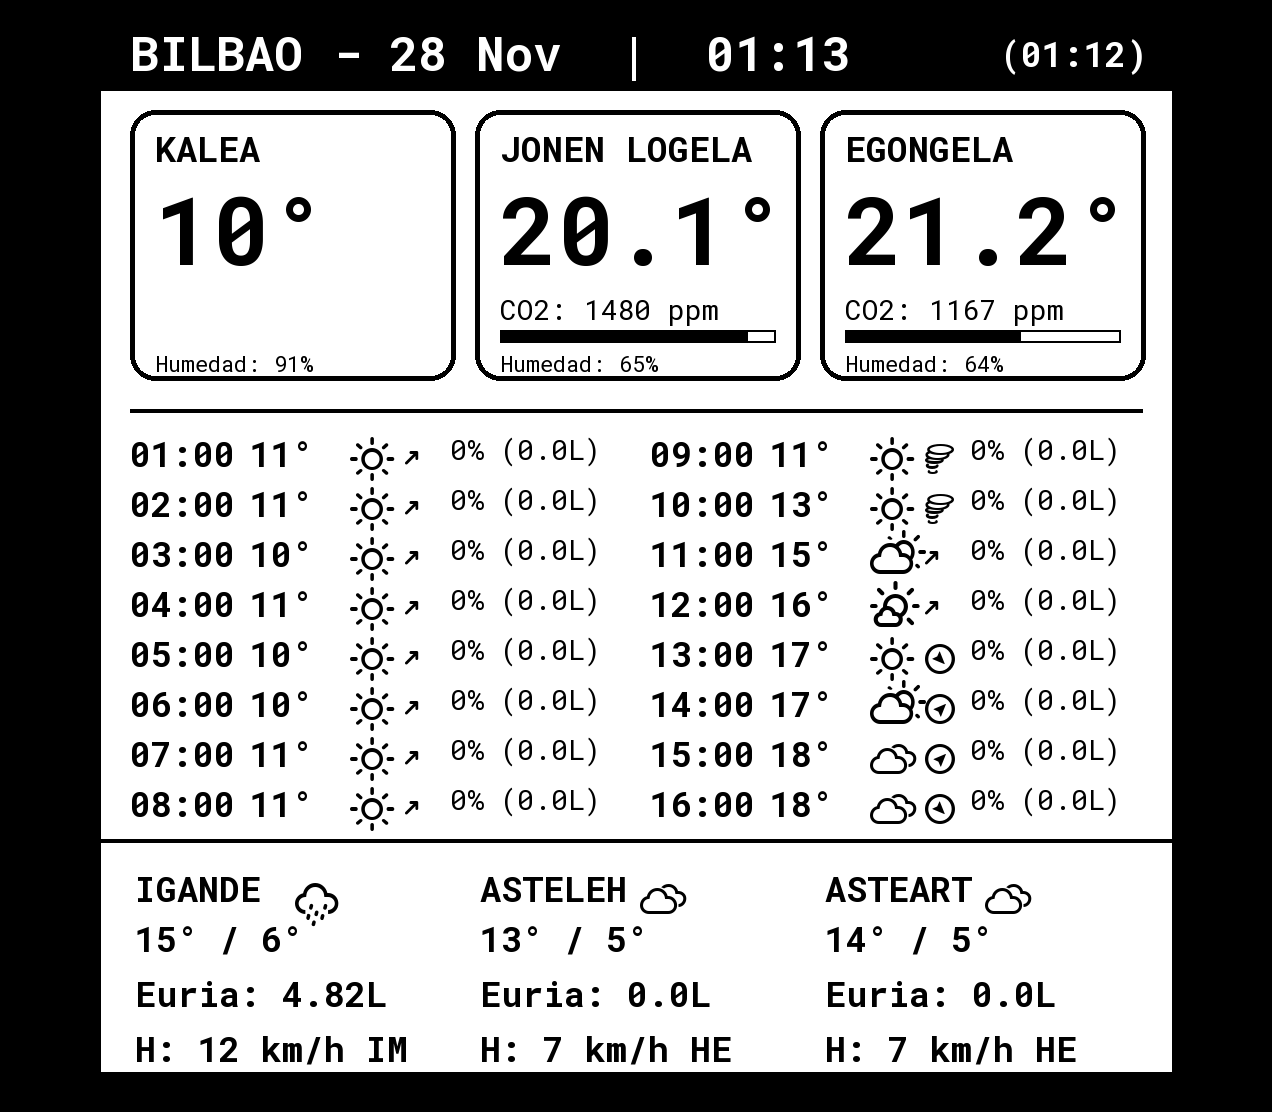 BILBAO - 28 Nov | 01:13 (01:12)
KALEA
10°
Humedad: 91%
JONEN LOGELA
20.1°
CO2: 1480 ppm
Humedad: 65%
EGONGELA
21.2°
CO2: 1167 ppm
Humedad: 64%
01:00 11° 0% (0.0L)
02:00 11° 0% (0.0L)
03:00 10° 0% (0.0L)
04:00 11° 0% (0.0L)
05:00 10° 0% (0.0L)
06:00 10° 0% (0.0L)
07:00 11° 0% (0.0L)
08:00 11° 0% (0.0L)
09:00 11° 0% (0.0L)
10:00 13° 0% (0.0L)
11:00 15° 0% (0.0L)
12:00 16° 0% (0.0L)
13:00 17° 0% (0.0L)
14:00 17° 0% (0.0L)
15:00 18° 0% (0.0L)
16:00 18° 0% (0.0L)
IGANDE
15° / 6°
Euria: 4.82L
H: 12 km/h IM
ASTELEH
13° / 5°
Euria: 0.0L
H: 7 km/h HE
ASTEART
14° / 5°
Euria: 0.0L
H: 7 km/h HE